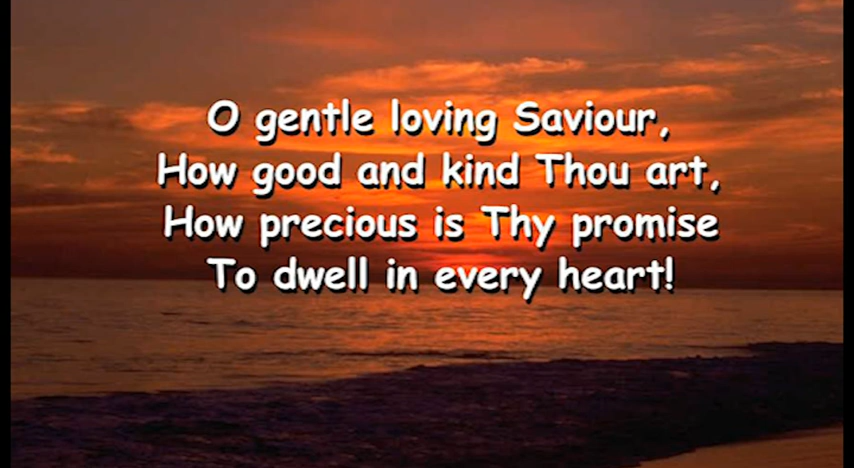 O gentle loving Saviour,
How good and kind Thou art,
How precious is Thy promise
To dwell in every heart!